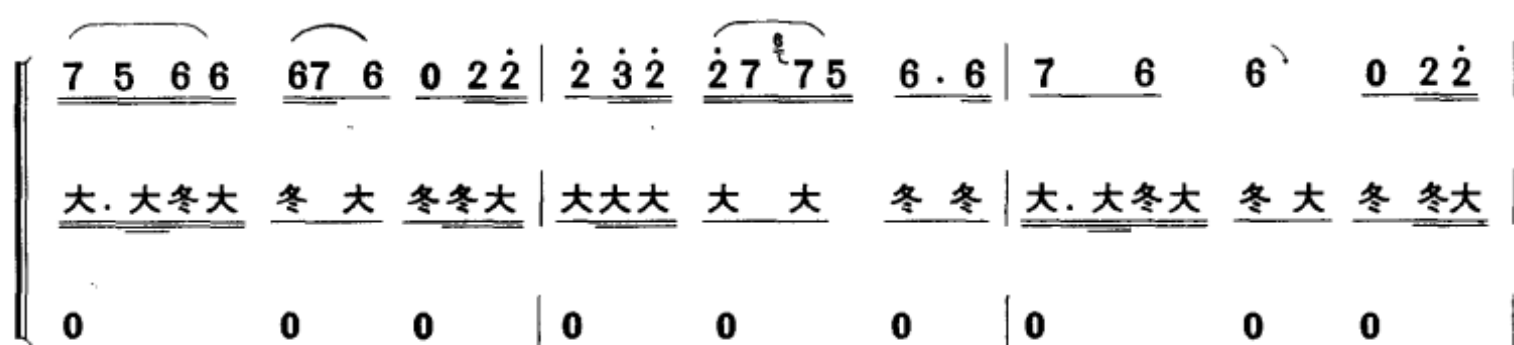 7 5 6 6 67 6 0 2 2̇ | 2̇ 3̇ 2̇ 2̇ 7 6 7 5 6 . 6 | 7 6 6 0 2 2̇ |
大. 大冬大 冬 大 冬冬大 | 大大大 大 大 冬 冬 | 大. 大冬大 冬 大 冬 冬大
0 0 0 | 0 0 0 | 0 0 0